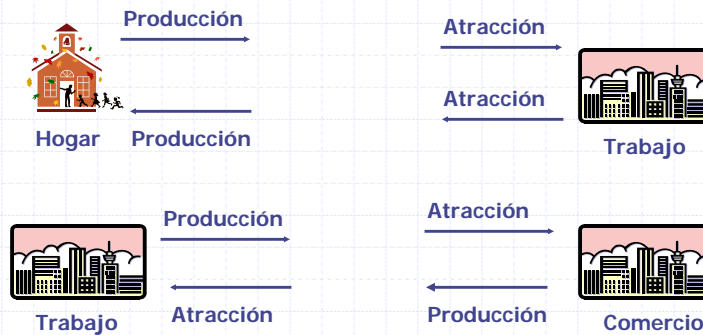 Producción
Atracción
Atracción
Hogar Producción
Trabajo
Producción
Atracción
Trabajo Atracción
Producción Comercio